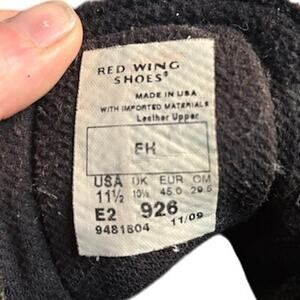 RED WING
SHOES®
MADE IN USA
WITH IMPORTED MATERIALS
Leather Upper
EH
USA UK EUR CM
11½ 10½ 45.0 29.5
E2 926
9481804 11/09